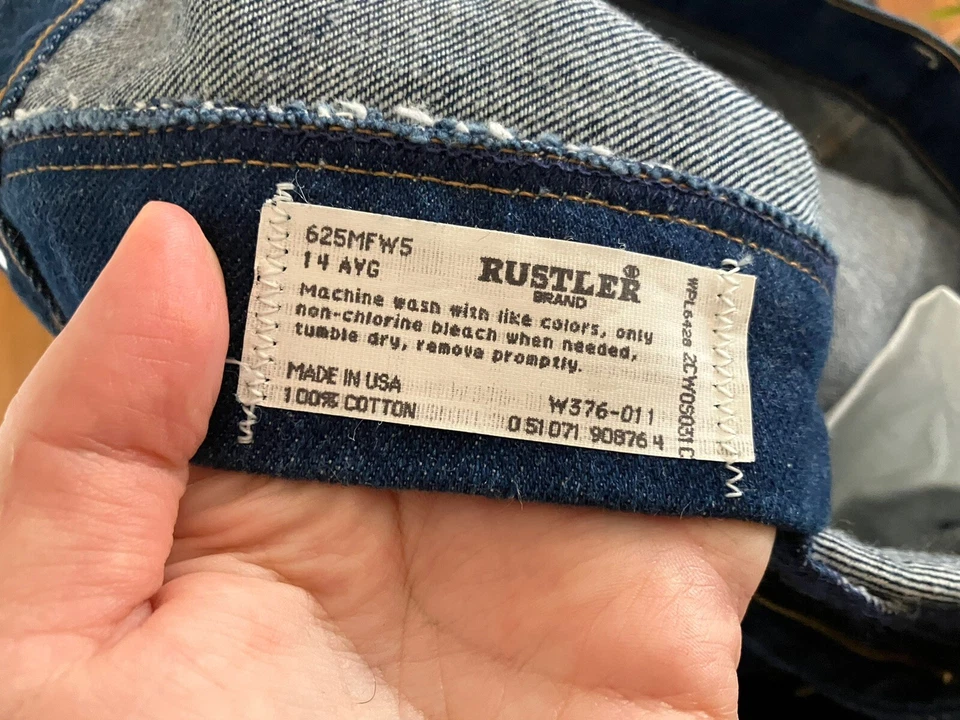 625MFW5
14 AVG
RUSTLER®
BRAND
Machine wash with like colors, only
non-chlorine bleach when needed,
tumble dry, remove promptly.
MADE IN USA
100% COTTON
W376-011
0 51071 90876 4
WPL6428 2CW0S031C